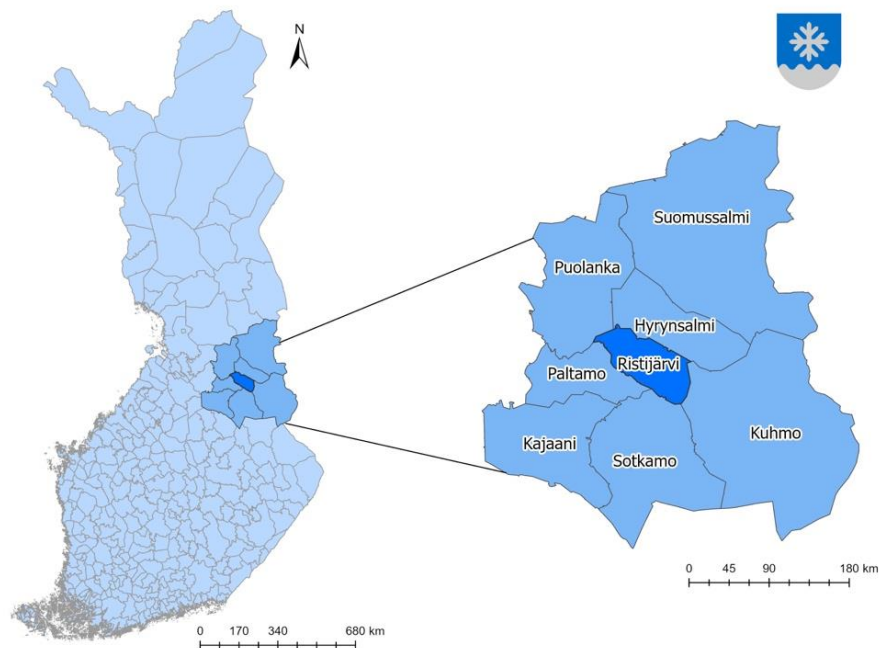 N
Suomussalmi
Puolanka
Hyrynsalmi
Ristijärvi
Paltamo
Kajaani
Sotkamo
Kuhmo
0 45 90 180 km
0 170 340 680 km